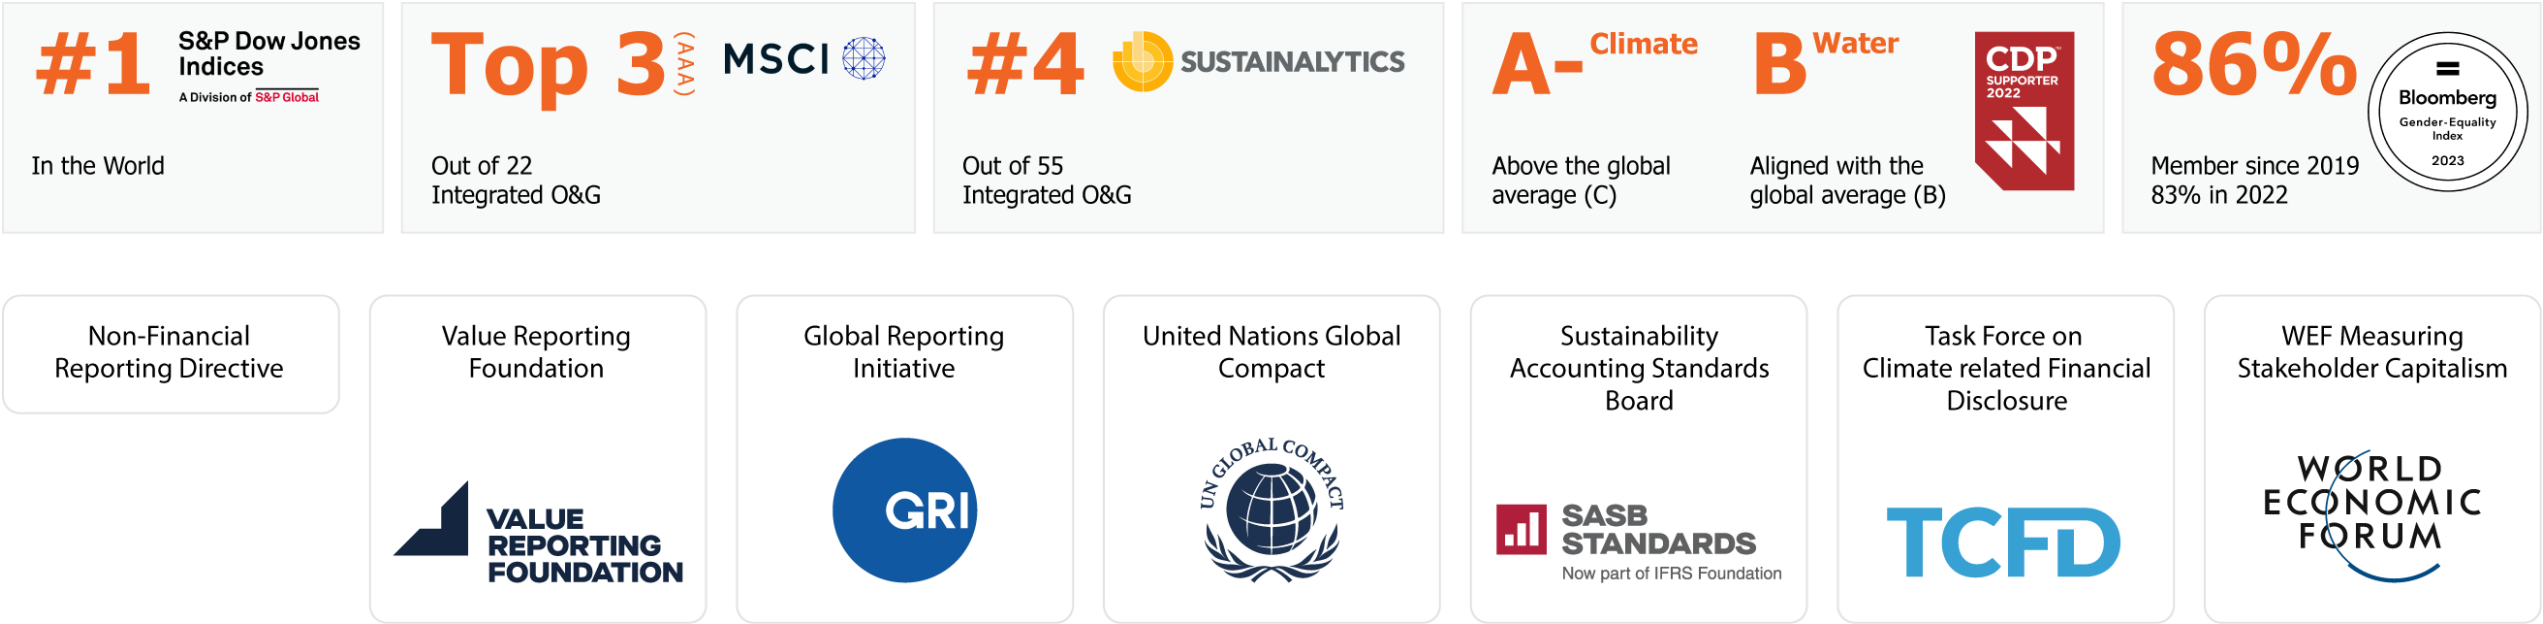 #1
S&P Dow Jones
Indices
A Division of S&P Global
In the World
Top 3
(AAA)
MSCI
Out of 22
Integrated O&G
#4
SUSTAINALYTICS
Out of 55
Integrated O&G
A- Climate
Above the global
average (C)
B Water
Aligned with the
global average (B)
CDP
SUPPORTER
2022
86%
Member since 2019
83% in 2022
Bloomberg
Gender-Equality
Index
2023
Non-Financial
Reporting Directive
Value Reporting
Foundation
VALUE
REPORTING
FOUNDATION
Global Reporting
Initiative
GRI
United Nations Global
Compact
UN GLOBAL COMPACT
Sustainability
Accounting Standards
Board
SASB
STANDARDS
Now part of IFRS Foundation
Task Force on
Climate related Financial
Disclosure
TCFD
WEF Measuring
Stakeholder Capitalism
WORLD
ECONOMIC
FORUM